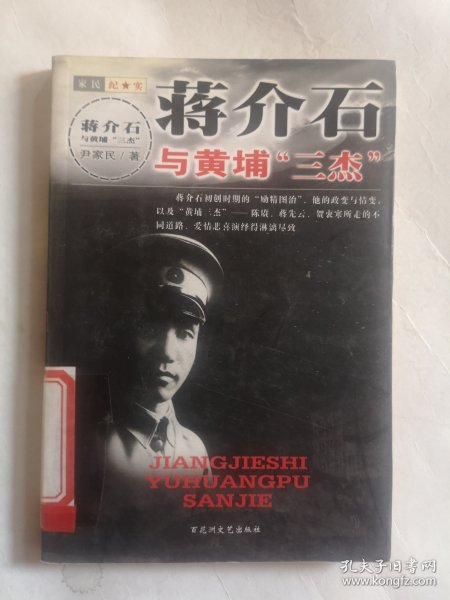 家民 纪★实
蒋介石
与黄埔“三杰”
尹家民/著
蒋介石
与黄埔“三杰”
蒋介石初创时期的“励精图治”、他的政变与情变，
以及“黄埔三杰”——陈赓、蒋先云、贺衷寒所走的不
同道路、爱情悲喜演绎得淋漓尽致
JIANGJIESHI
YUHUANGPU
SANJIE
百花洲文艺出版社
孔夫子旧书网
www.kongfz.com